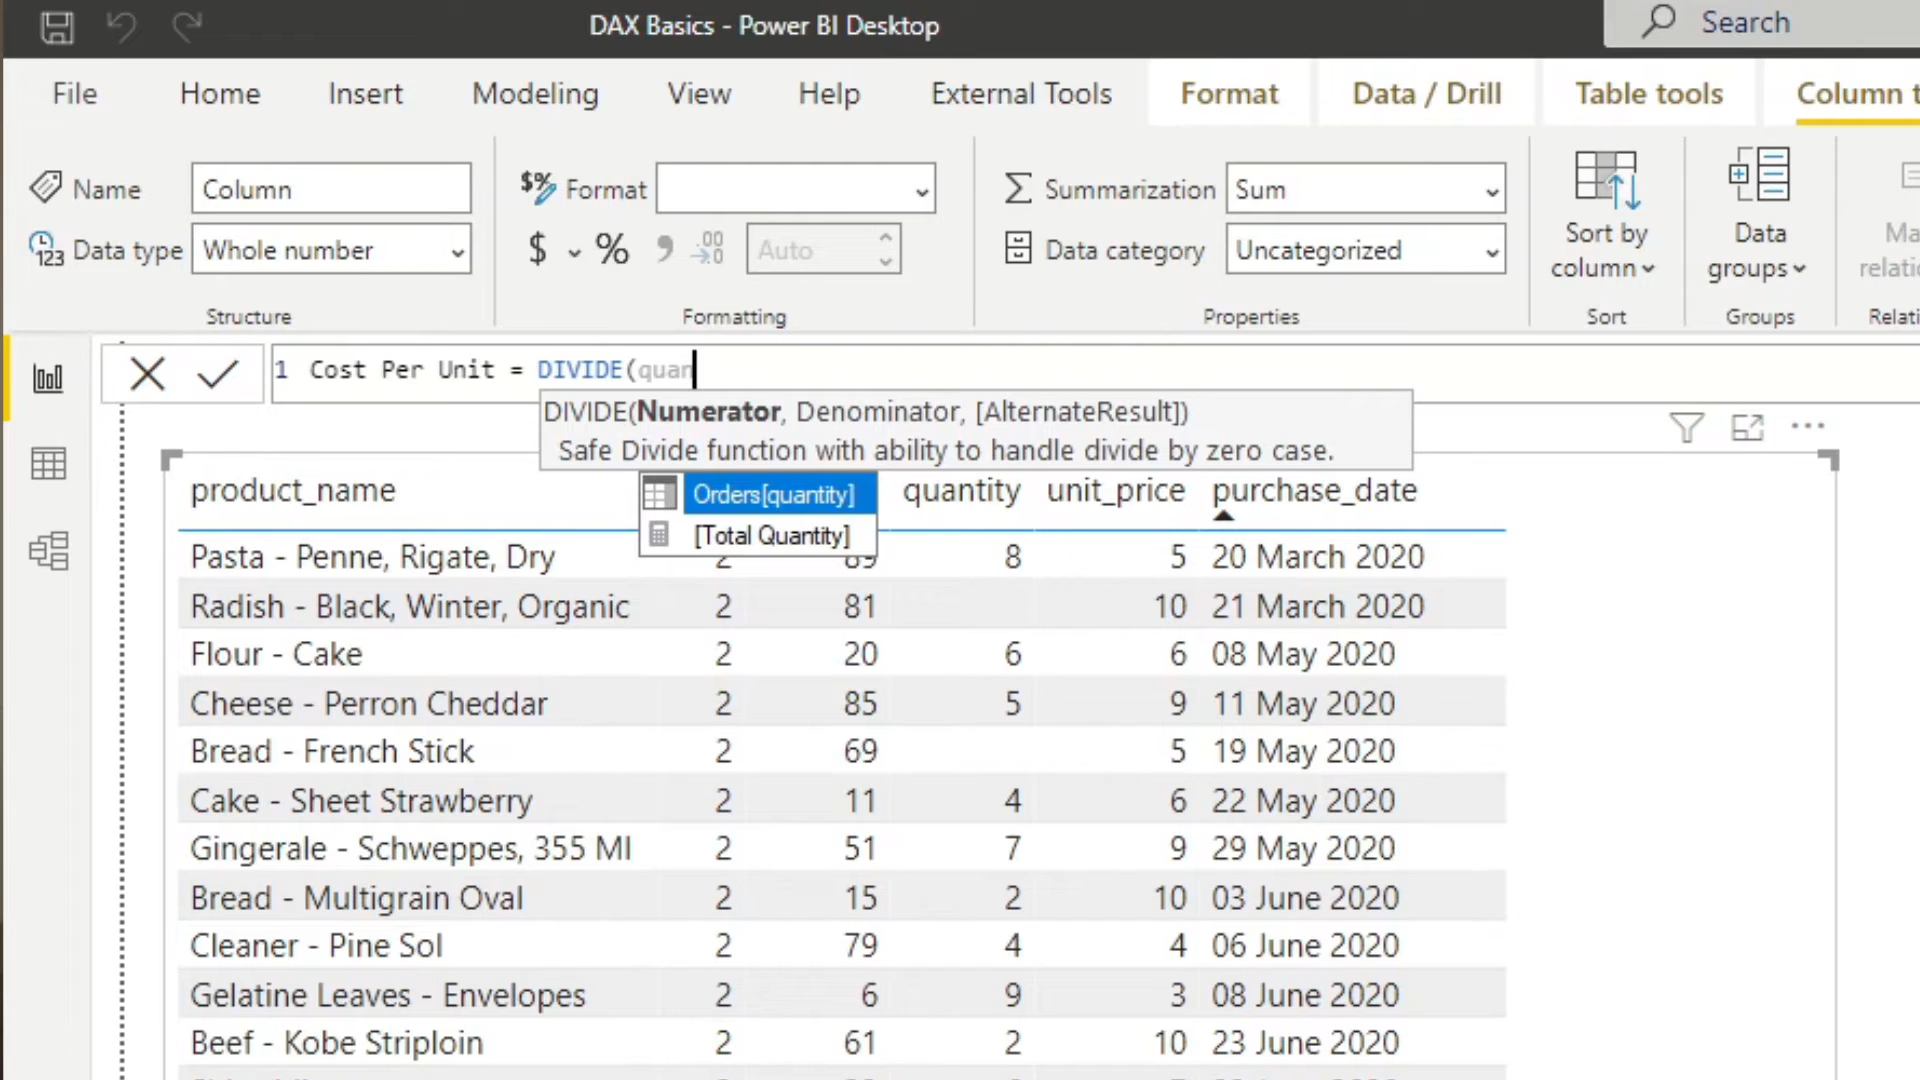 DAX Basics - Power BI Desktop
Search
File Home Insert Modeling View Help External Tools Format Data / Drill Table tools Column t
Name Column
Data type Whole number
Structure
Format
$ % Auto
Formatting
Summarization Sum
Data category Uncategorized
Properties
Sort by
column
Sort
Data
groups
Groups
Ma
relati
Relati
1 Cost Per Unit = DIVIDE(quan
DIVIDE(Numerator, Denominator, [AlternateResult])
Safe Divide function with ability to handle divide by zero case.
Orders[quantity]
[Total Quantity]
product_name quantity unit_price purchase_date
Pasta - Penne, Rigate, Dry 2 89 8 5 20 March 2020
Radish - Black, Winter, Organic 2 81 10 21 March 2020
Flour - Cake 2 20 6 6 08 May 2020
Cheese - Perron Cheddar 2 85 5 9 11 May 2020
Bread - French Stick 2 69 5 19 May 2020
Cake - Sheet Strawberry 2 11 4 6 22 May 2020
Gingerale - Schweppes, 355 Ml 2 51 7 9 29 May 2020
Bread - Multigrain Oval 2 15 2 10 03 June 2020
Cleaner - Pine Sol 2 79 4 4 06 June 2020
Gelatine Leaves - Envelopes 2 6 9 3 08 June 2020
Beef - Kobe Striploin 2 61 2 10 23 June 2020